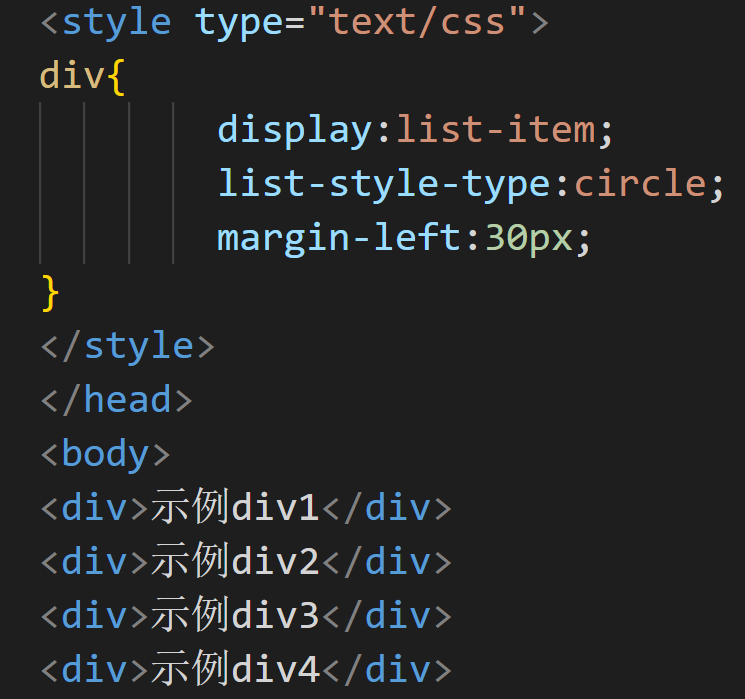 <style type="text/css">
div{
display:list-item;
list-style-type:circle;
margin-left:30px;
}
</style>
</head>
<body>
<div>示例div1</div>
<div>示例div2</div>
<div>示例div3</div>
<div>示例div4</div>